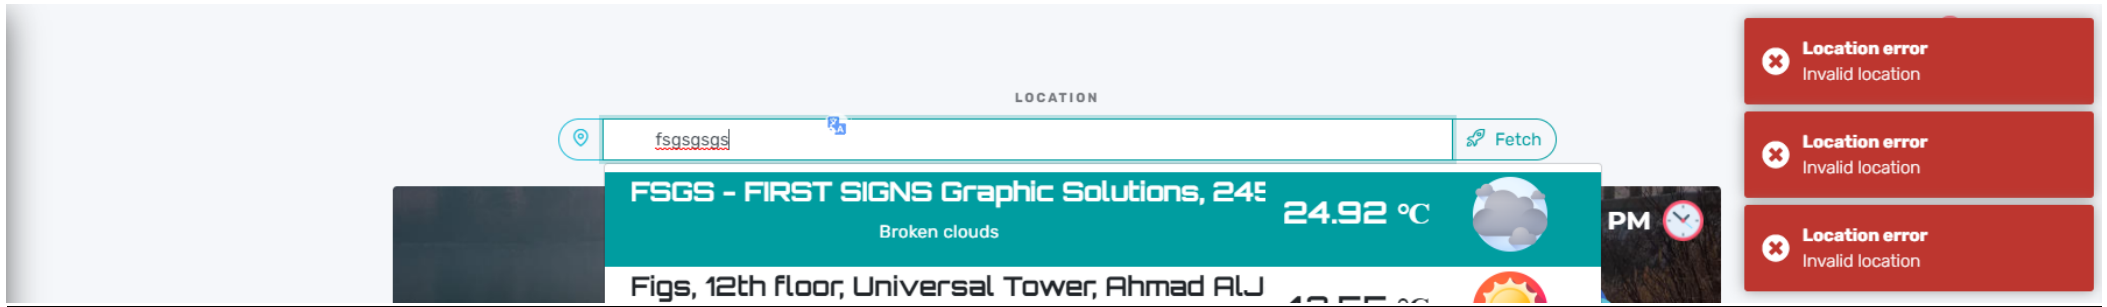 LOCATION
fsgsgsgs
Fetch
FSGS - FIRST SIGNS Graphic Solutions, 245
Broken clouds
24.92 °C
Figs, 12th floor, Universal Tower, Ahmad AlJ
PM
Location error
Invalid location
Location error
Invalid location
Location error
Invalid location